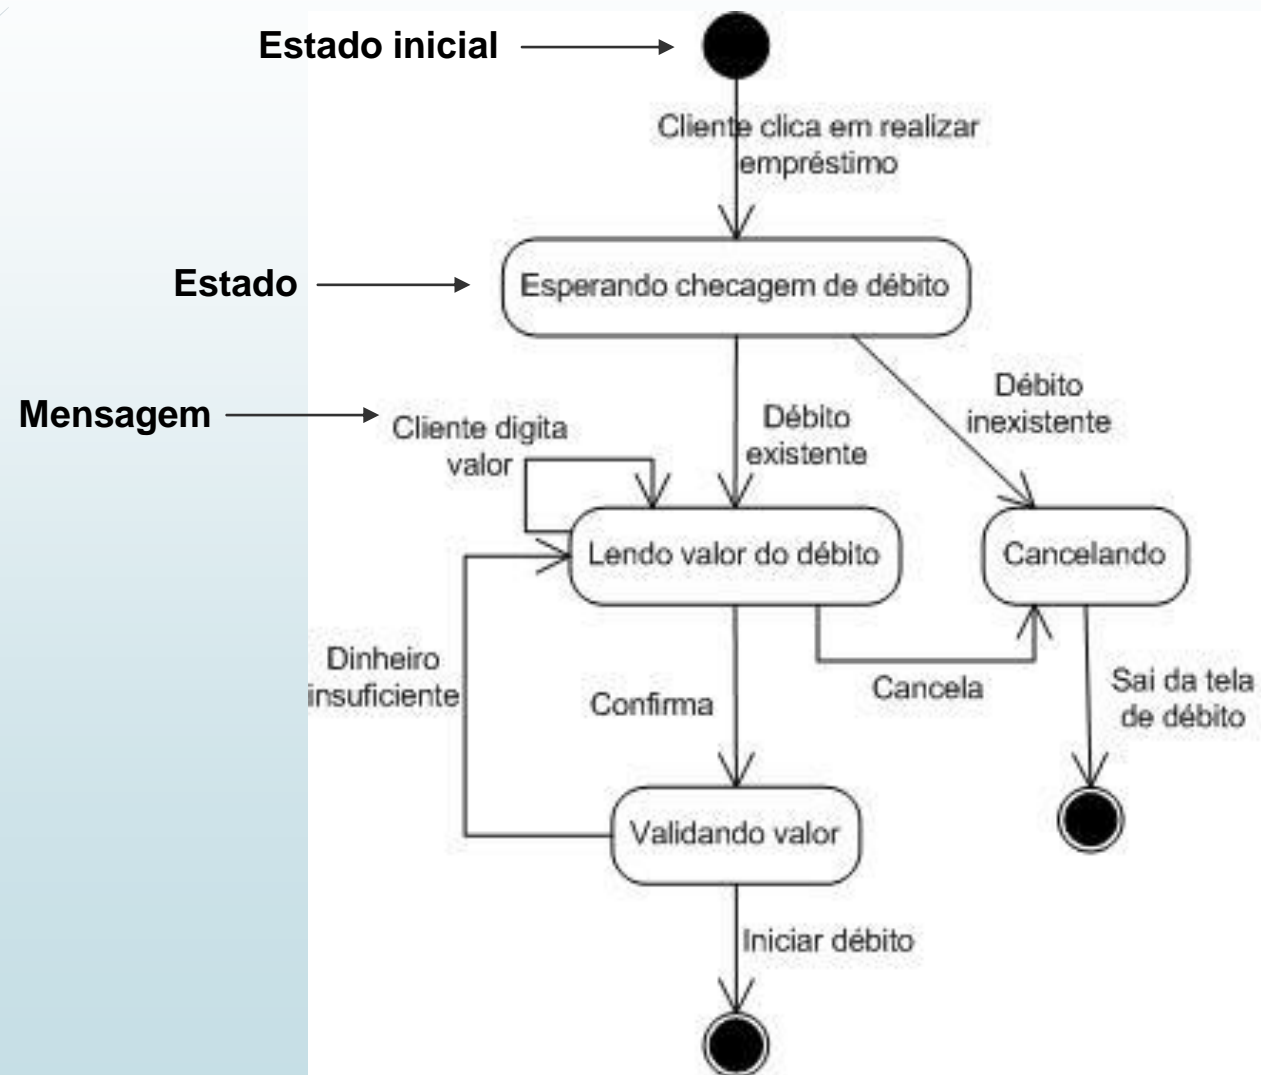 Estado inicial
Cliente clica em realizar
empréstimo
Estado
Esperando checagem de débito
Mensagem
Cliente digita
valor
Débito
existente
Débito
inexistente
Lendo valor do débito
Cancelando
Dinheiro
insuficiente
Confirma
Cancela
Sai da tela
de débito
Validando valor
Iniciar débito